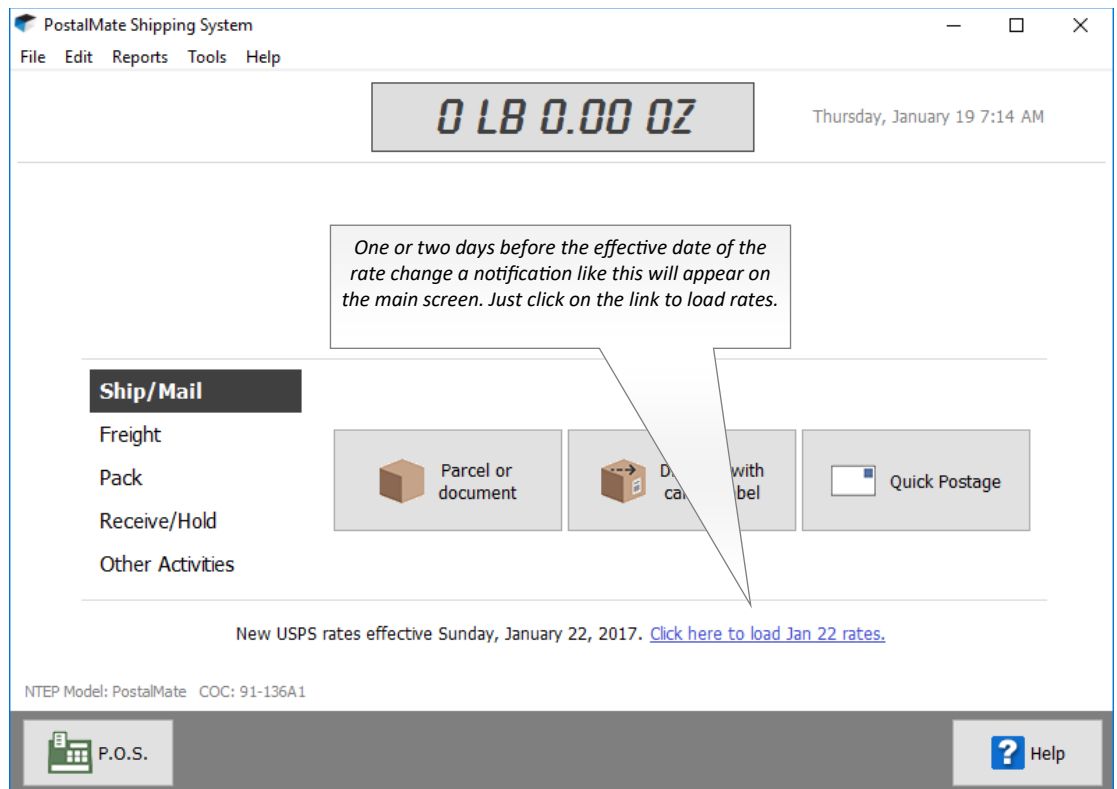 PostalMate Shipping System
File Edit Reports Tools Help
0 LB 0.00 OZ
Thursday, January 19 7:14 AM
One or two days before the effective date of the
rate change a notification like this will appear on
the main screen. Just click on the link to load rates.
Ship/Mail
Freight
Pack
Receive/Hold
Other Activities
Parcel or
document
with
bel
Quick Postage
New USPS rates effective Sunday, January 22, 2017. Click here to load Jan 22 rates.
NTEP Model: PostalMate COC: 91-136A1
P.O.S.
Help